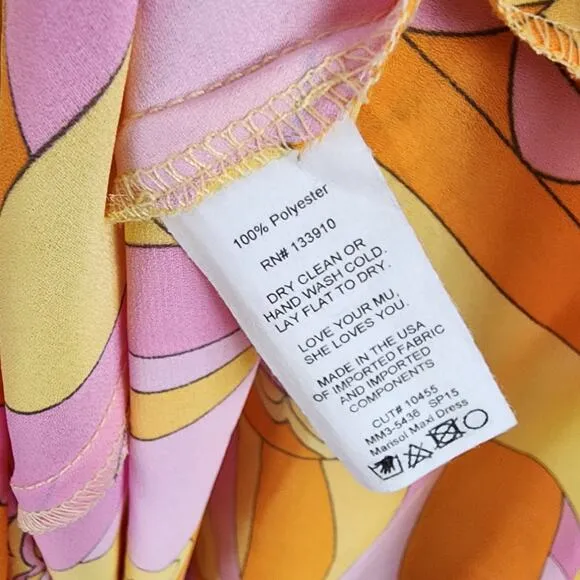 100% Polyester
RN# 133910
DRY CLEAN OR
HAND WASH COLD.
LAY FLAT TO DRY.
LOVE YOUR MU,
SHE LOVES YOU.
MADE IN THE USA
OF IMPORTED FABRIC
AND IMPORTED
COMPONENTS
CUT# 10455
MM3-5436 SP15
Marisol Maxi Dress